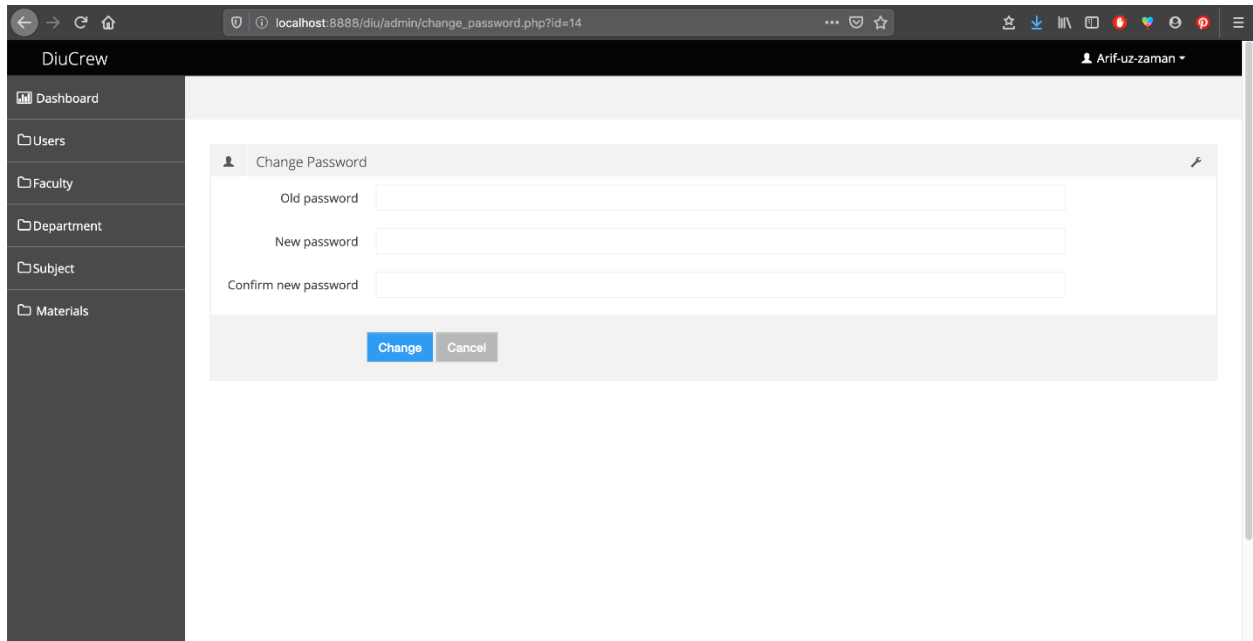 localhost:8888/diu/admin/change_password.php?id=14
DiuCrew
Arif-uz-zaman
Dashboard
Users
Faculty
Department
Subject
Materials
Change Password
Old password
New password
Confirm new password
Change
Cancel